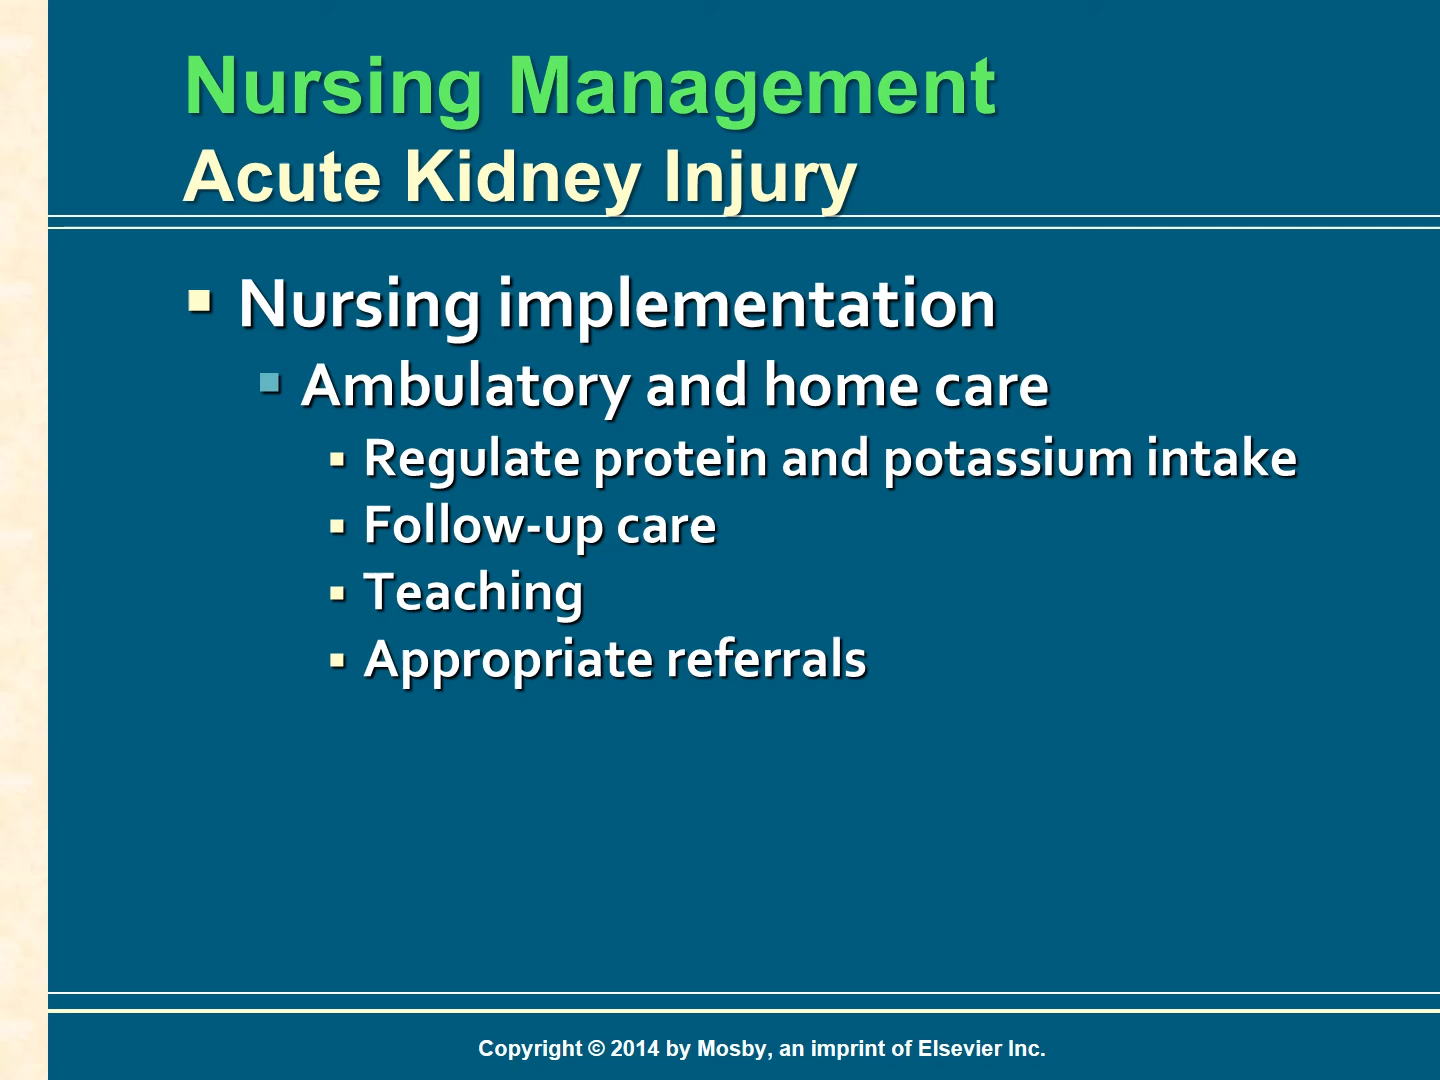 Nursing Management
Acute Kidney Injury
Nursing implementation
Ambulatory and home care
Regulate protein and potassium intake
Follow-up care
Teaching
Appropriate referrals
Copyright © 2014 by Mosby, an imprint of Elsevier Inc.